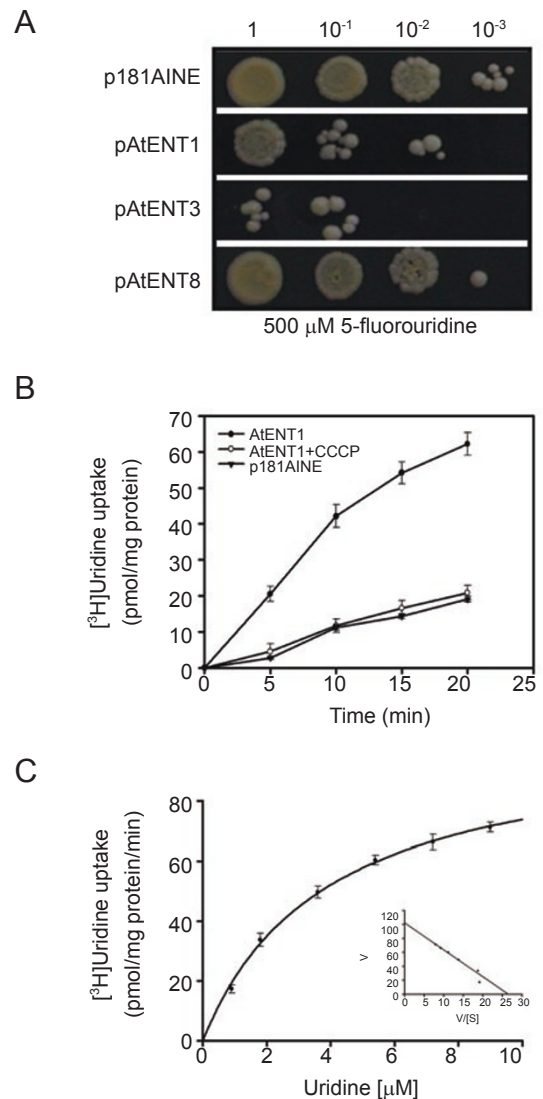 A
1 10⁻¹ 10⁻² 10⁻³
p181AINE
pAtENT1
pAtENT3
pAtENT8
500 μM 5-fluorouridine
B
[³H]Uridine uptake
(pmol/mg protein)
70
60
50
40
30
20
10
0
AtENT1
AtENT1+CCCP
p181AINE
0 5 10 15 20 25
Time (min)
C
[³H]Uridine uptake
(pmol/mg protein/min)
80
60
40
20
0
120
100
80
60
40
20
0
V
0 5 10 15 20 25 30
V/[S]
0 2 4 6 8 10
Uridine [μM]